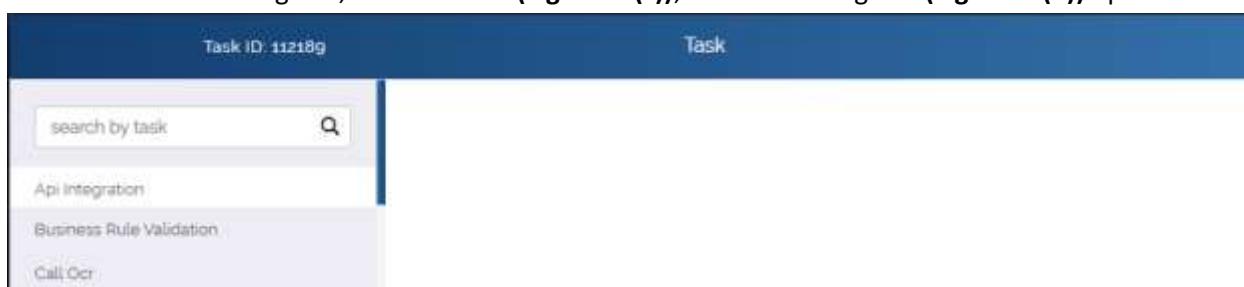 Task ID: 112189
Task
search by task
Api Integration
Business Rule Validation
Call Ocr